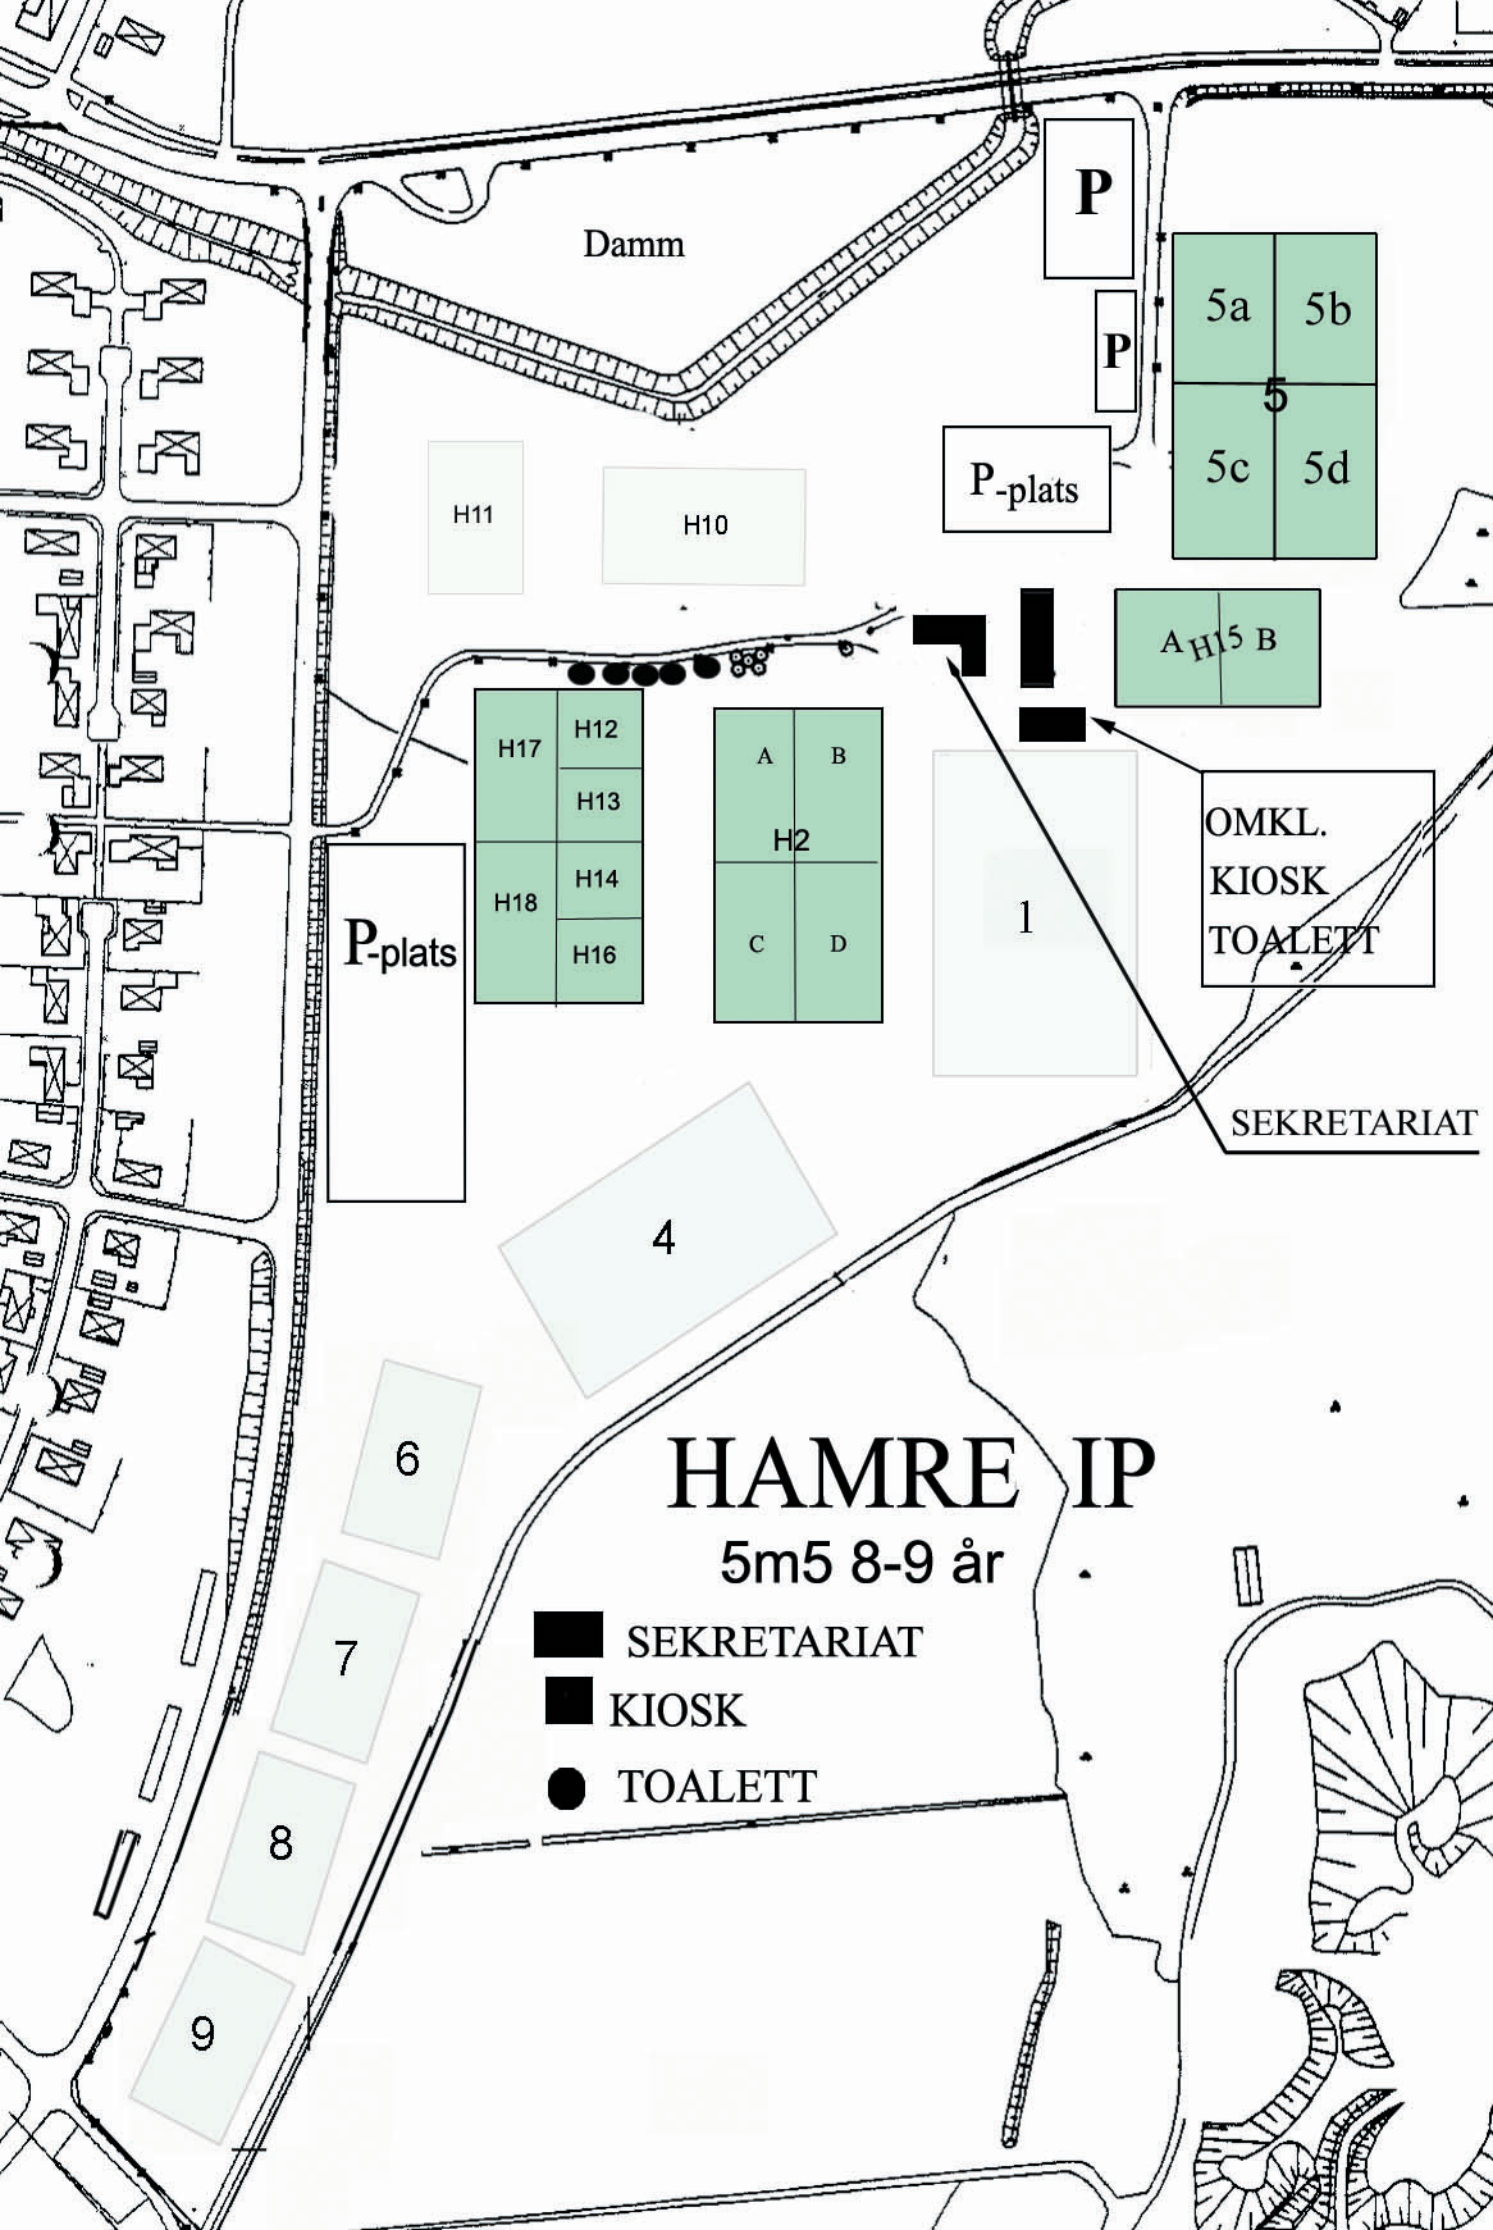 P
Damm
5a
5b
P
5
5c
5d
P-plats
H11
H10
A H15 B
H17
H12
A
B
H13
OMKL.
KIOSK
TOALETT
H2
H14
H18
1
P-plats
C
D
H16
SEKRETARIAT
4
6
HAMRE IP
5m5 8-9 år
SEKRETARIAT
7
KIOSK
TOALETT
8
9